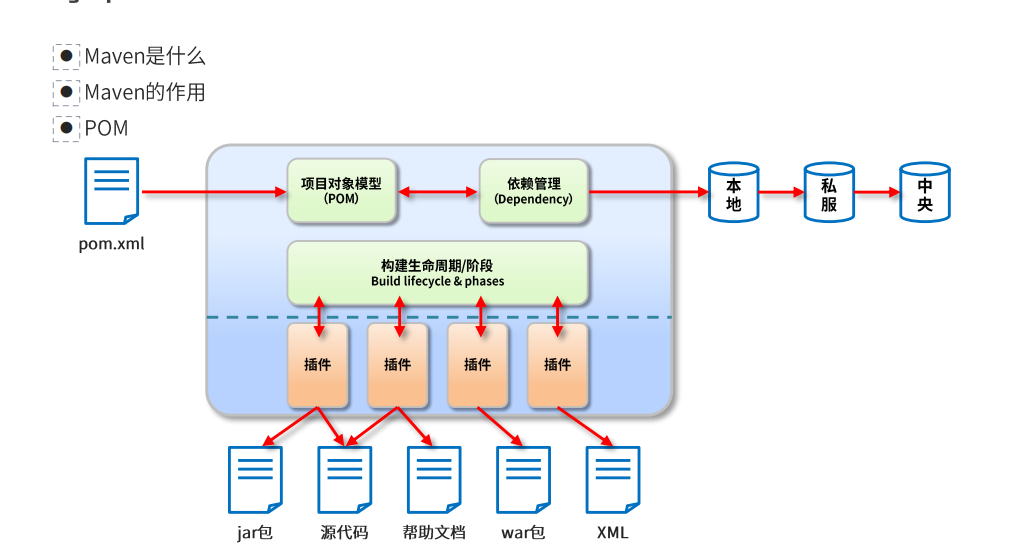 Maven是什么
Maven的作用
POM
pom.xml
项目对象模型
(POM)
依赖管理
(Dependency)
本地
私服
中央
构建生命周期/阶段
Build lifecycle & phases
插件
插件
插件
插件
jar包
源代码
帮助文档
war包
XML